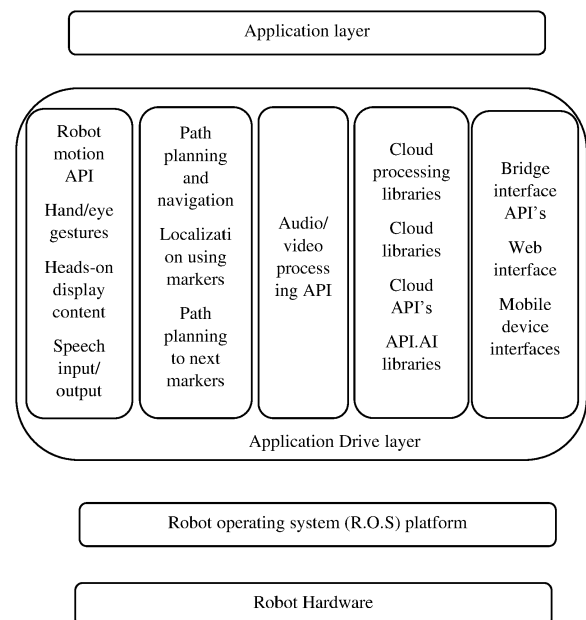 Application layer
Robot
motion
API
Hand/eye
gestures
Heads-on
display
content
Speech
input/
output
Path
planning
and
navigation
Localizati
on using
markers
Path
planning
to next
markers
Audio/
video
process
ing API
Cloud
processing
libraries
Cloud
libraries
Cloud
API’s
API.AI
libraries
Bridge
interface
API’s
Web
interface
Mobile
device
interfaces
Application Drive layer
Robot operating system (R.O.S) platform
Robot Hardware